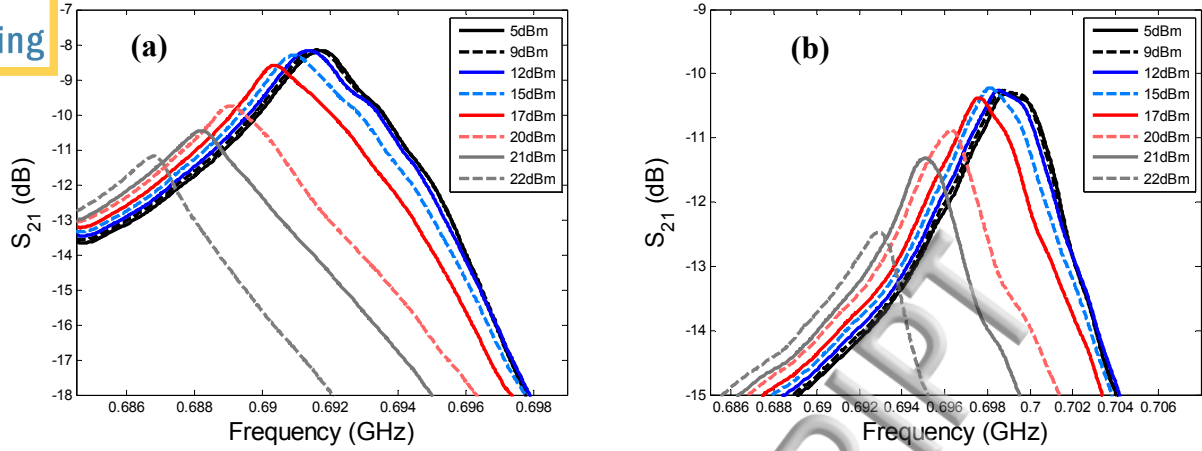 ing
(a)
-7
-8
-9
-10
-11
-12
-13
-14
-15
-16
-17
-18
S21 (dB)
0.686 0.688 0.69 0.692 0.694 0.696 0.698
Frequency (GHz)
5dBm
9dBm
12dBm
15dBm
17dBm
20dBm
21dBm
22dBm
(b)
-9
-10
-11
-12
-13
-14
-15
S21 (dB)
0.686 0.688 0.69 0.692 0.694 0.696 0.698 0.7 0.702 0.704 0.706
Frequency (GHz)
5dBm
9dBm
12dBm
15dBm
17dBm
20dBm
21dBm
22dBm
RIPT